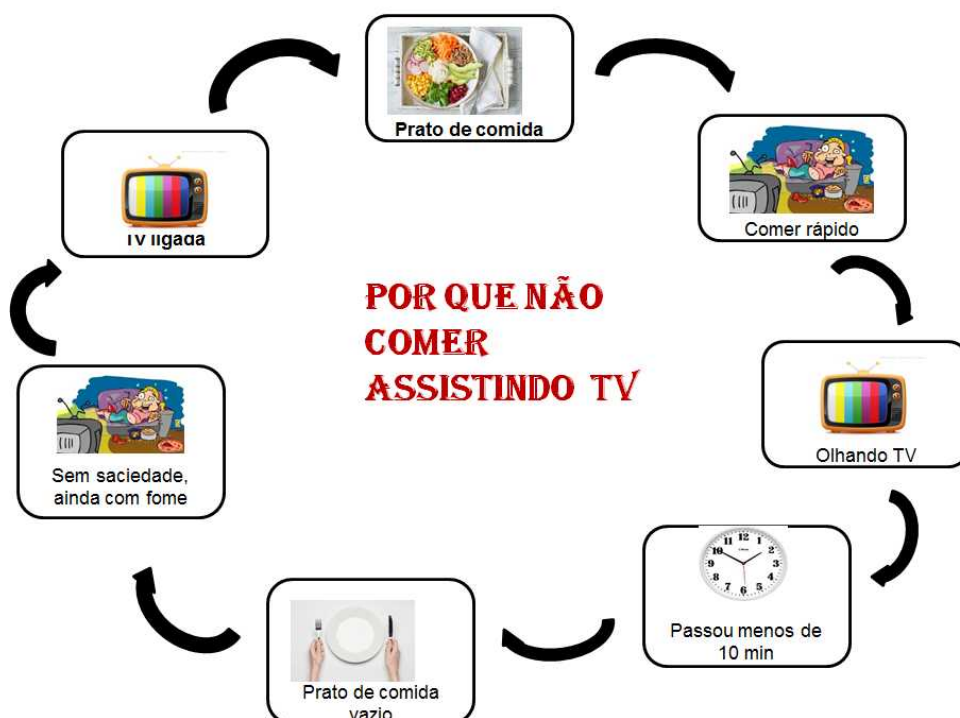 Prato de comida
Comer rápido
Olhando TV
Passou menos de
10 min
Prato de comida
vazio
Sem saciedade,
ainda com fome
TV ligada
POR QUE NÃO
COMER
ASSISTINDO TV